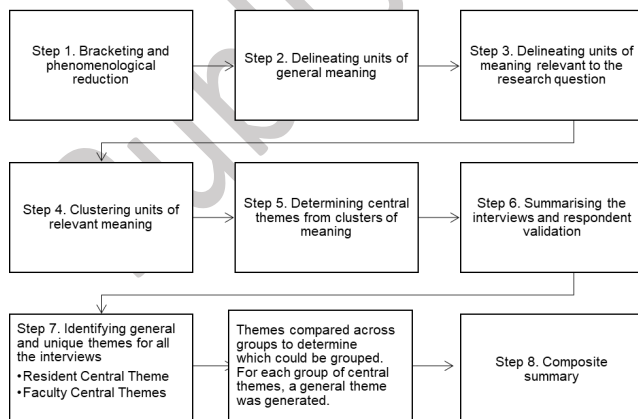 Step 1. Bracketing and
phenomenological
reduction
Step 2. Delineating units of
general meaning
Step 3. Delineating units of
meaning relevant to the
research question
Step 4. Clustering units of
relevant meaning
Step 5. Determining central
themes from clusters of
meaning
Step 6. Summarising the
interviews and respondent
validation
Step 7. Identifying general
and unique themes for all
the interviews
•Resident Central Theme
•Faculty Central Themes
Themes compared across
groups to determine
which could be grouped.
For each group of central
themes, a general theme
was generated.
Step 8. Composite
summary